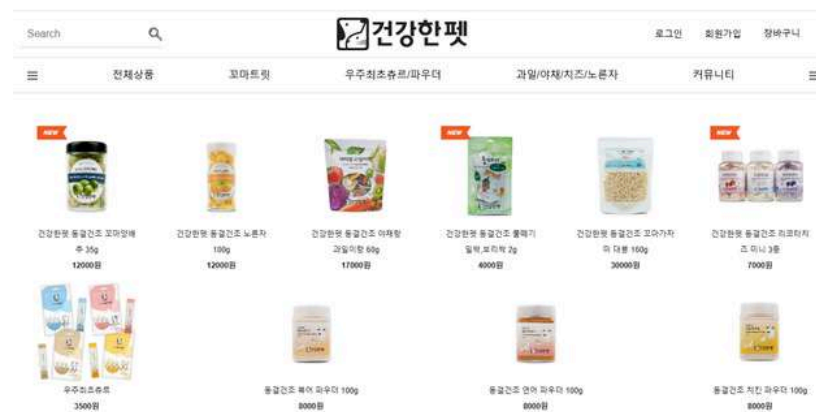 Search
건강한펫
로그인 회원가입 장바구니
전체상품 꼬마트릿 우주최초츄르/파우더 과일/야채/치즈/노른자 커뮤니티
NEW NEW NEW
건강한펫 동결건조 꼬마양배 건강한펫 동결건조 노른자 건강한펫 동결건조 야채랑 건강한펫 동결건조 건강한펫 동결건조 꼬마가자 건강한펫 동결건조 리코타치
추 35g 100g 과일이랑 60g 밀싹,보리싹 2g 미 대용 160g 즈 미니 3종
12000원 12000원 17000원 4000원 30000원 7000원
우주최초츄르 동결건조 북어 파우더 100g 동결건조 연어 파우더 100g 동결건조 치킨 파우더 100g
3500원 8000원 8000원 8000원